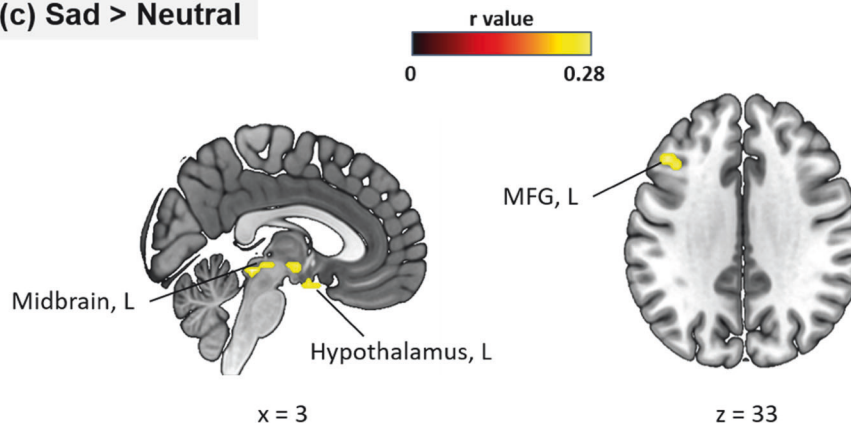 (c) Sad > Neutral
r value
0
0.28
MFG, L
Midbrain, L
Hypothalamus, L
x = 3
z = 33